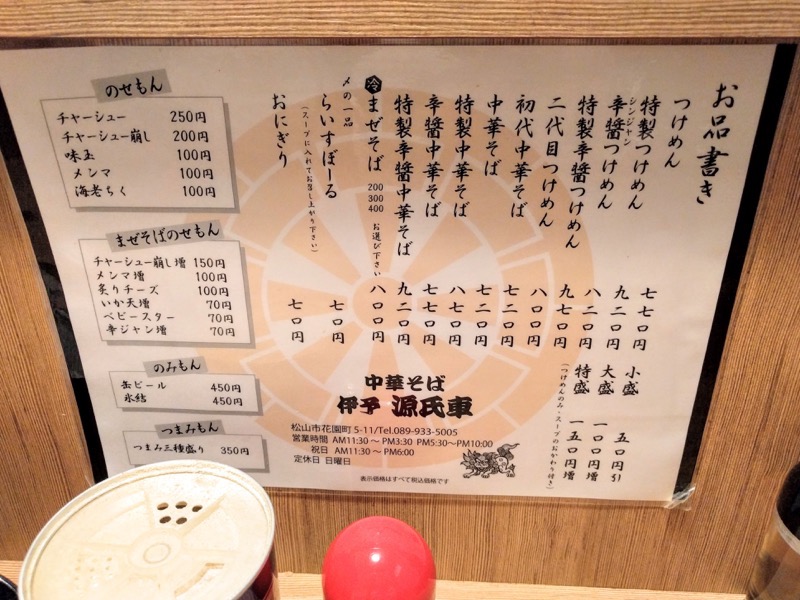 お品書き
つけめん 七七〇円
特製つけめん 九二〇円
シンジャン
辛醤つけめん 八二〇円
特製辛醤つけめん 九七〇円
二代目つけめん 八〇〇円
初代中華そば 七二〇円
中華そば 七二〇円
特製中華そば 八七〇円
辛醤中華そば 七七〇円
特製辛醤中華そば 九二〇円
冷 まぜそば 200 300 400 お選び下さい 八〇〇円
〆の一品
らいすぼーる 七〇円
(スープに入れてお召し上がり下さい)
おにぎり 七〇円
小盛 五〇円引
大盛 一〇〇円増
特盛 一五〇円増
(つけめんのみ・スープのおかわり付き)
のせもん
チャーシュー 250円
チャーシュー崩し 200円
味玉 100円
メンマ 100円
海老ちく 100円
まぜそばのせもん
チャーシュー崩し増 150円
メンマ増 100円
炙りチーズ 100円
いか天増 70円
ベビースター 70円
辛ジャン増 70円
のみもん
缶ビール 450円
氷結 450円
つまみもん
つまみ三種盛り 350円
中華そば
伊予 源氏車
松山市花園町5-11/Tel.089-933-5005
営業時間 AM11:30～PM3:30 PM5:30～PM10:00
祝日 AM11:30～PM6:00
定休日 日曜日
表示価格はすべて税込価格です